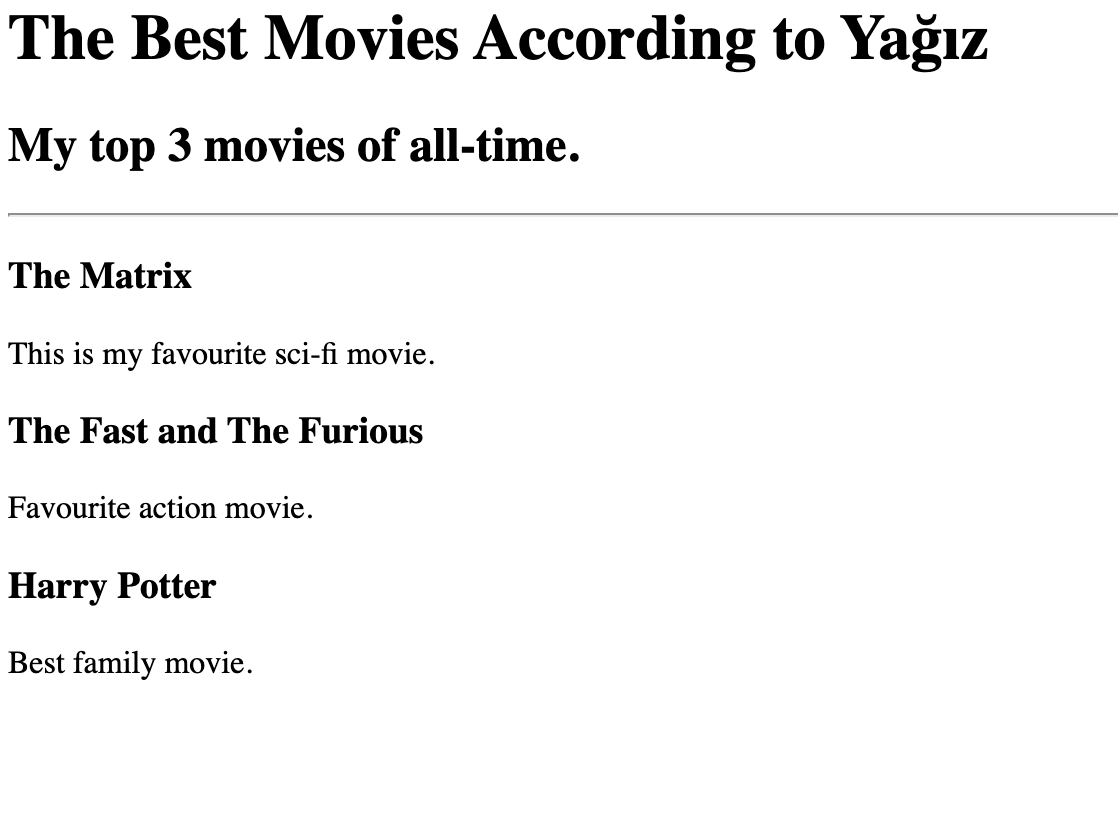 The Best Movies According to Yağız
My top 3 movies of all-time.
The Matrix
This is my favourite sci-fi movie.
The Fast and The Furious
Favourite action movie.
Harry Potter
Best family movie.